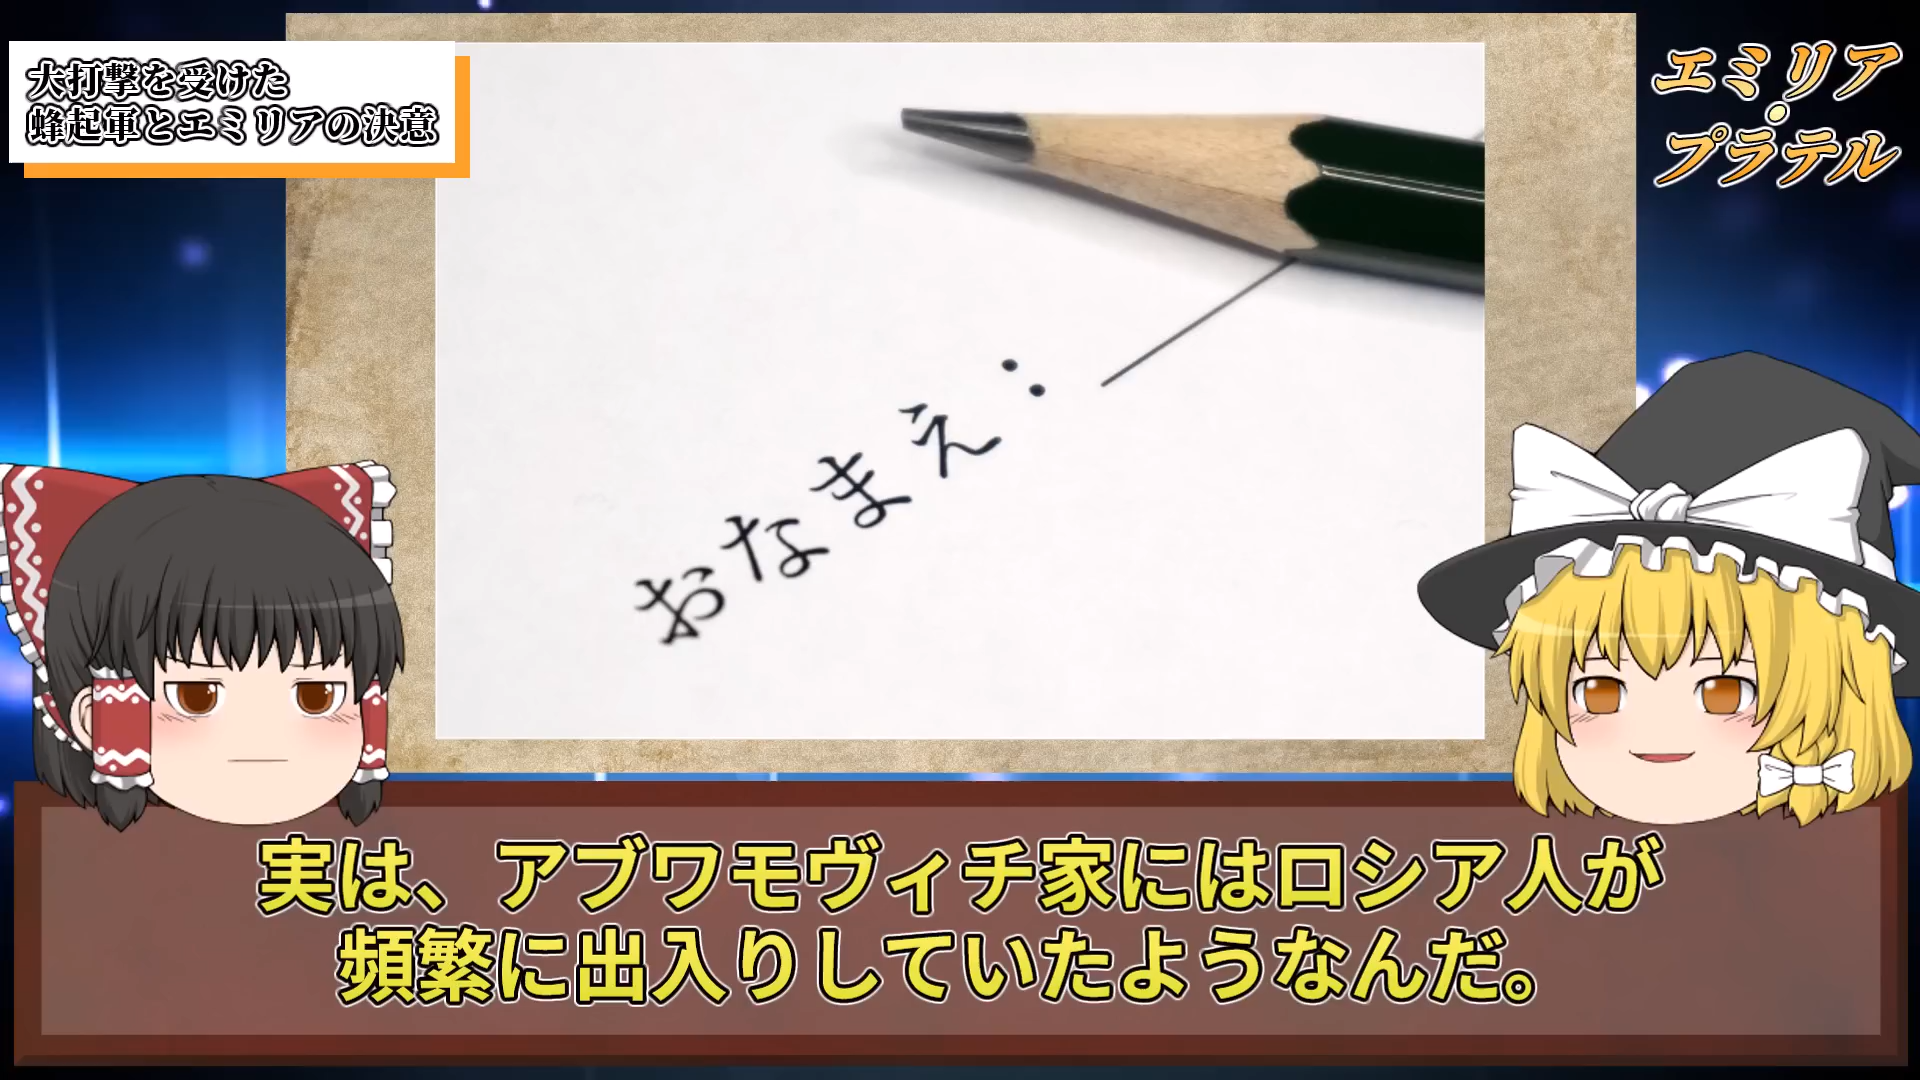 大打撃を受けた
蜂起軍とエミリアの決意
エミリア
・
プラテル
おなまえ：
実は、アブワモヴィチ家にはロシア人が
頻繁に出入りしていたようなんだ。